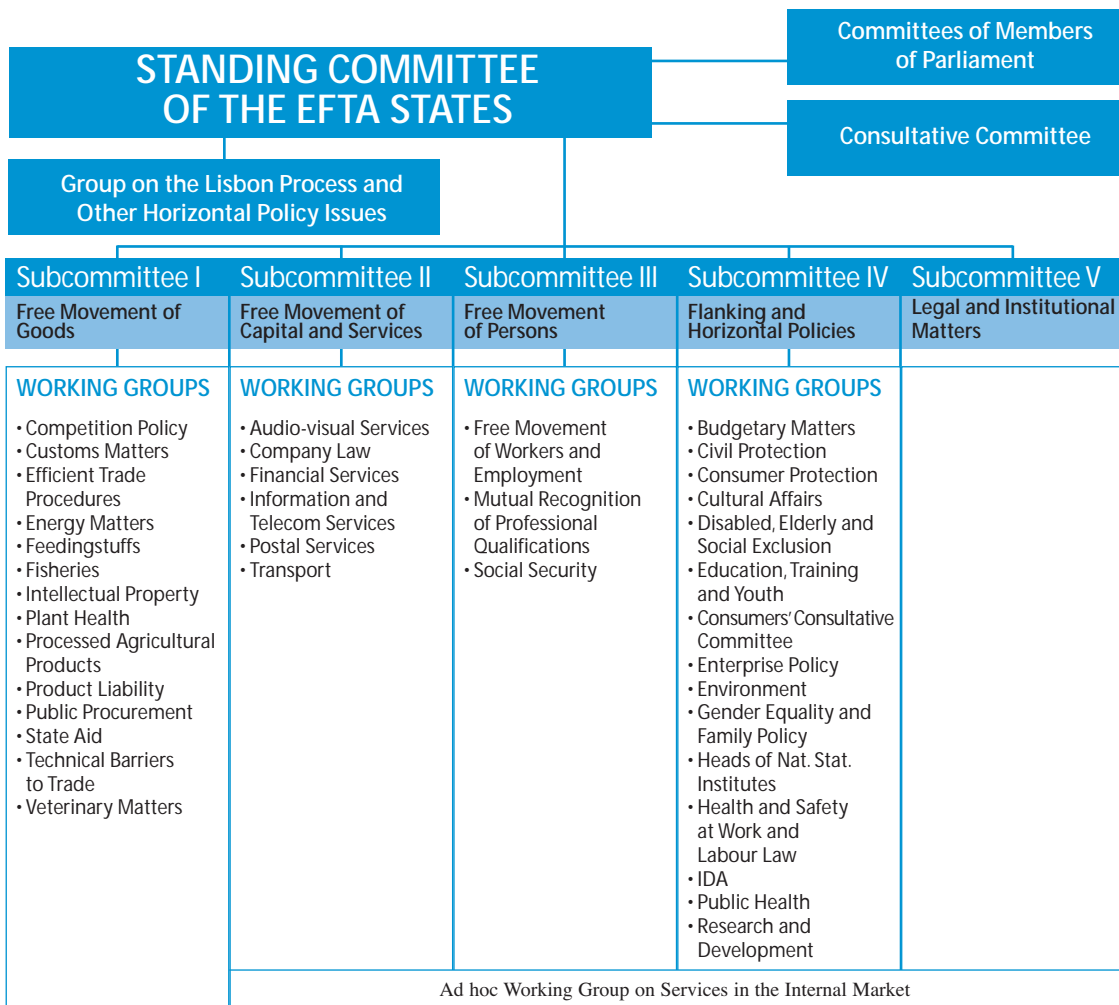 STANDING COMMITTEE
OF THE EFTA STATES
Committees of Members
of Parliament
Consultative Committee
Group on the Lisbon Process and
Other Horizontal Policy Issues
Subcommittee I
Free Movement of
Goods
WORKING GROUPS
• Competition Policy
• Customs Matters
• Efficient Trade
Procedures
• Energy Matters
• Feedingstuffs
• Fisheries
• Intellectual Property
• Plant Health
• Processed Agricultural
Products
• Product Liability
• Public Procurement
• State Aid
• Technical Barriers
to Trade
• Veterinary Matters
Subcommittee II
Free Movement of
Capital and Services
WORKING GROUPS
• Audio-visual Services
• Company Law
• Financial Services
• Information and
Telecom Services
• Postal Services
• Transport
Subcommittee III
Free Movement
of Persons
WORKING GROUPS
• Free Movement
of Workers and
Employment
• Mutual Recognition
of Professional
Qualifications
• Social Security
Subcommittee IV
Flanking and
Horizontal Policies
WORKING GROUPS
• Budgetary Matters
• Civil Protection
• Consumer Protection
• Cultural Affairs
• Disabled, Elderly and
Social Exclusion
• Education, Training
and Youth
• Consumers' Consultative
Committee
• Enterprise Policy
• Environment
• Gender Equality and
Family Policy
• Heads of Nat. Stat.
Institutes
• Health and Safety
at Work and
Labour Law
• IDA
• Public Health
• Research and
Development
Subcommittee V
Legal and Institutional
Matters
Ad hoc Working Group on Services in the Internal Market